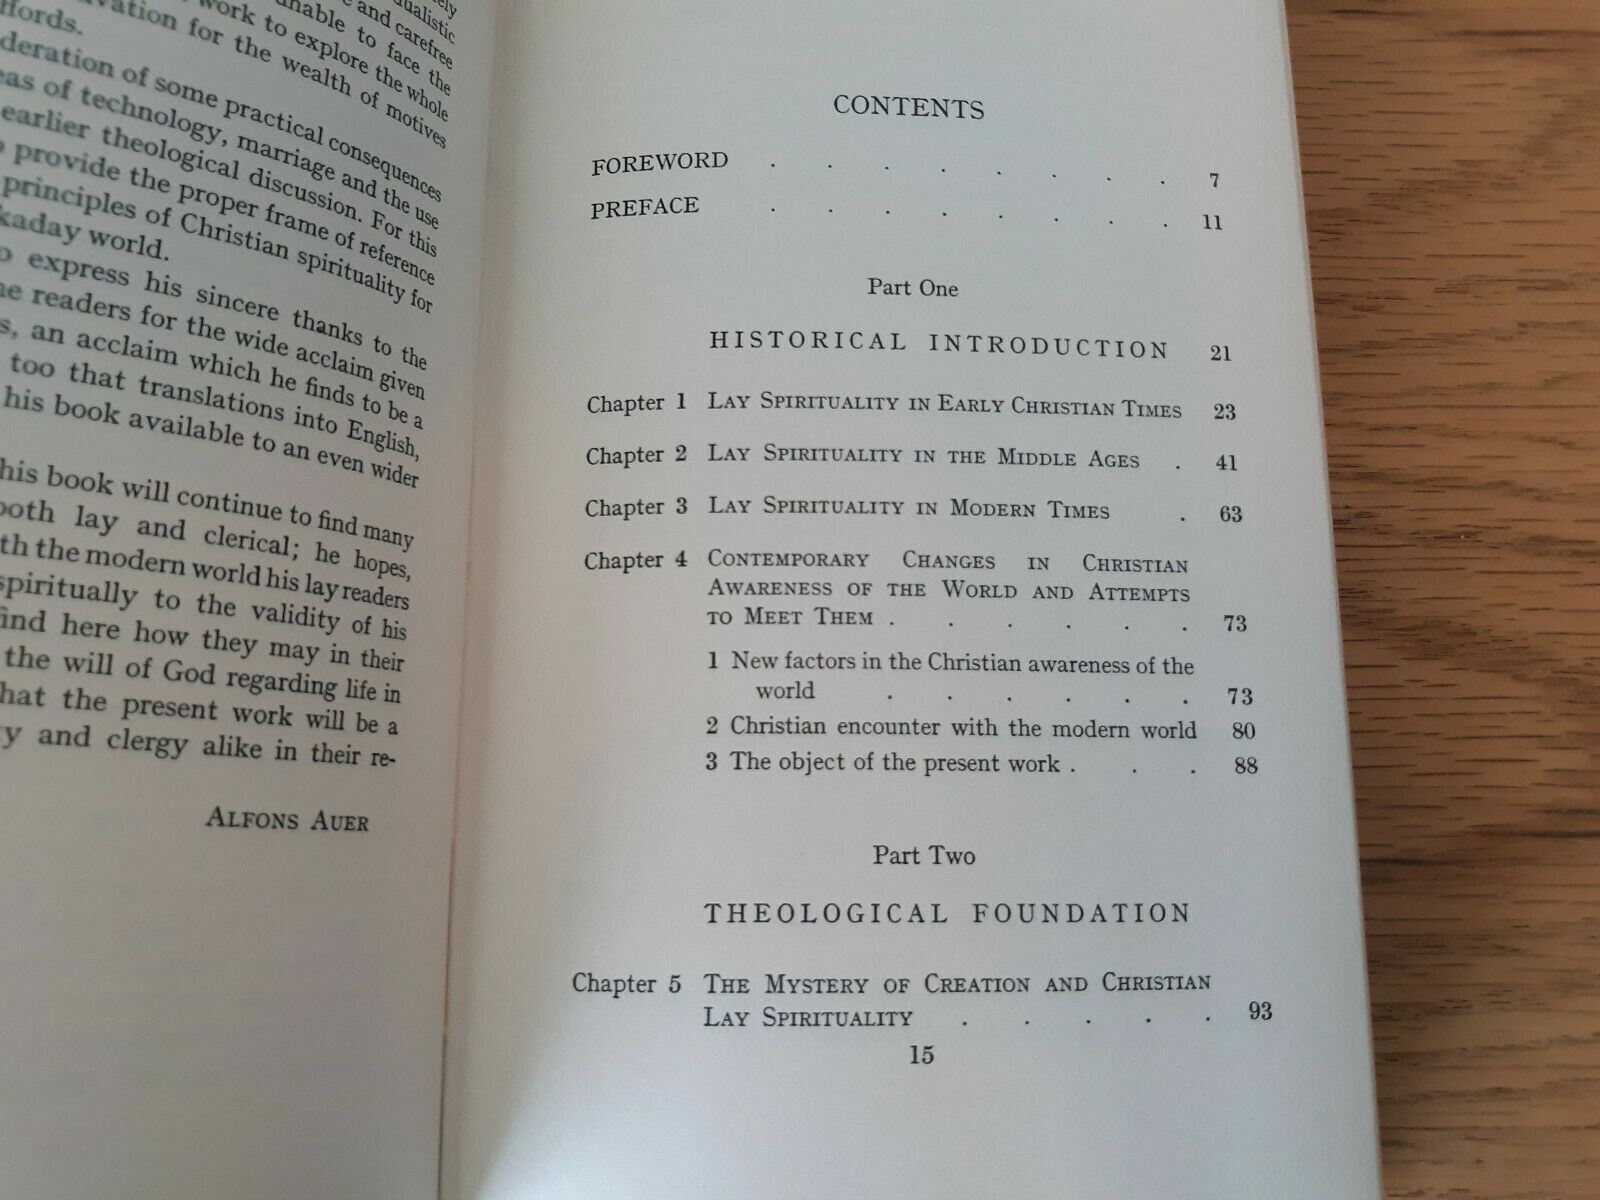 dualistic
and carefree
unable to face the
work to explore the whole
for the wealth of motives
of some practical consequences
of technology, marriage and the use
earlier theological discussion. For this
provide the proper frame of reference
principles of Christian spirituality for
world.
express his sincere thanks to the
readers for the wide acclaim given
an acclaim which he finds to be a
too that translations into English,
his book available to an even wider
his book will continue to find many
both lay and clerical; he hopes,
the modern world his lay readers
spiritually to the validity of his
find here how they may in their
the will of God regarding life in
that the present work will be a
and clergy alike in their re-
ALFONS AUER
CONTENTS
FOREWORD . . . . . . . . 7
PREFACE . . . . . . . . 11
Part One
HISTORICAL INTRODUCTION 21
Chapter 1 LAY SPIRITUALITY IN EARLY CHRISTIAN TIMES 23
Chapter 2 LAY SPIRITUALITY IN THE MIDDLE AGES . 41
Chapter 3 LAY SPIRITUALITY IN MODERN TIMES . 63
Chapter 4 CONTEMPORARY CHANGES IN CHRISTIAN
AWARENESS OF THE WORLD AND ATTEMPTS
TO MEET THEM . . . . . . 73
1 New factors in the Christian awareness of the
world . . . . . 73
2 Christian encounter with the modern world 80
3 The object of the present work . . . 88
Part Two
THEOLOGICAL FOUNDATION
Chapter 5 THE MYSTERY OF CREATION AND CHRISTIAN
LAY SPIRITUALITY . . . . . 93
15